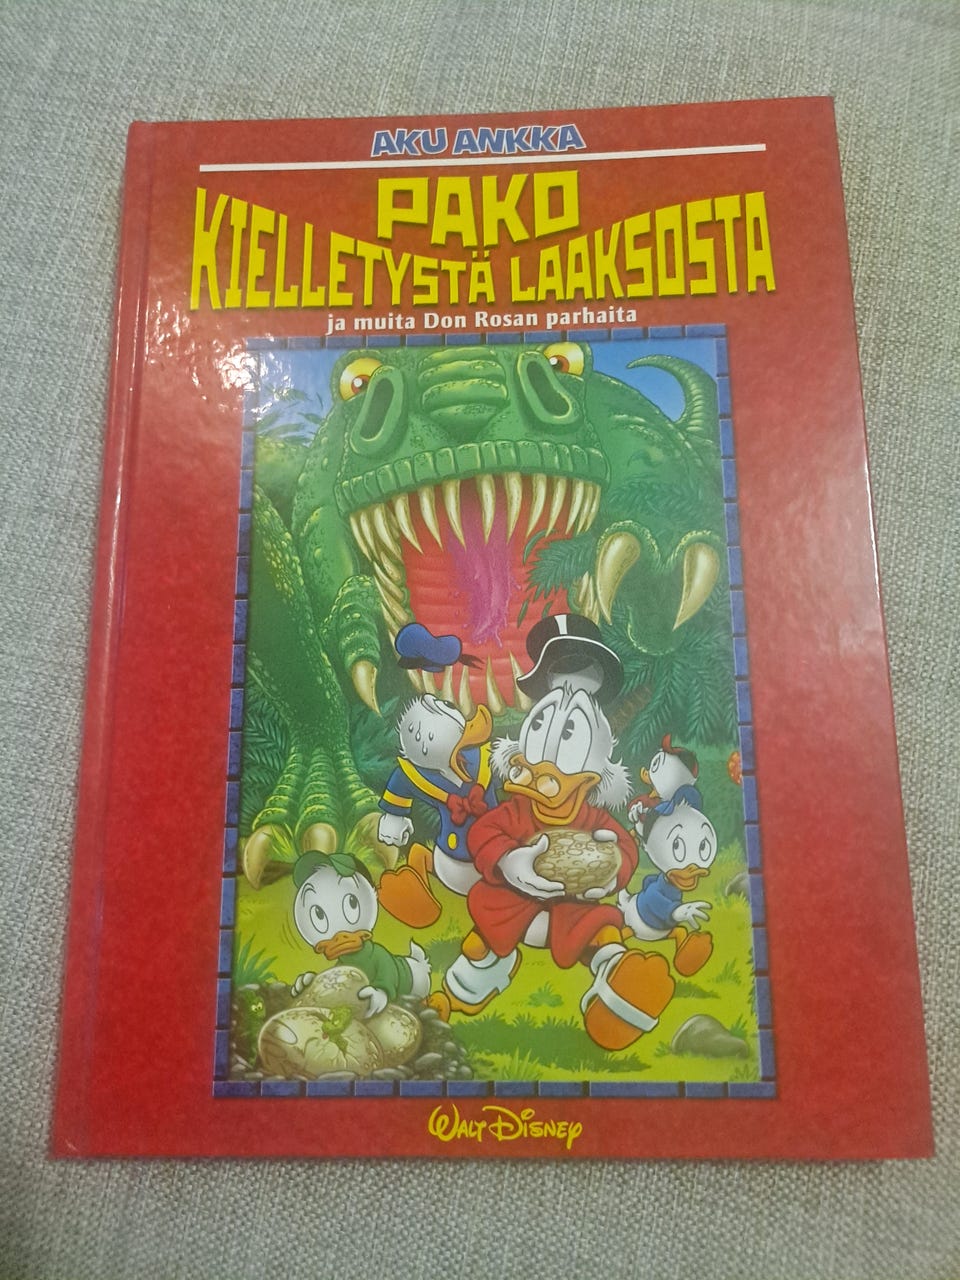 AKU ANKKA
PAKO
KIELLETYSTÄ LAAKSOSTA
ja muita Don Rosan parhaita
WALT DISNEY